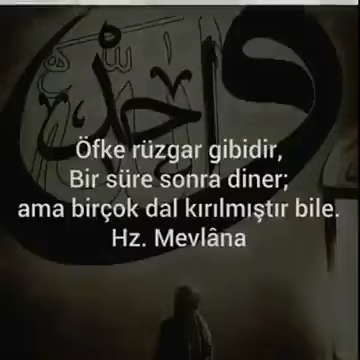 Öfke rüzgar gibidir,
Bir süre sonra diner;
ama birçok dal kırılmıştır bile.
Hz. Mevlâna